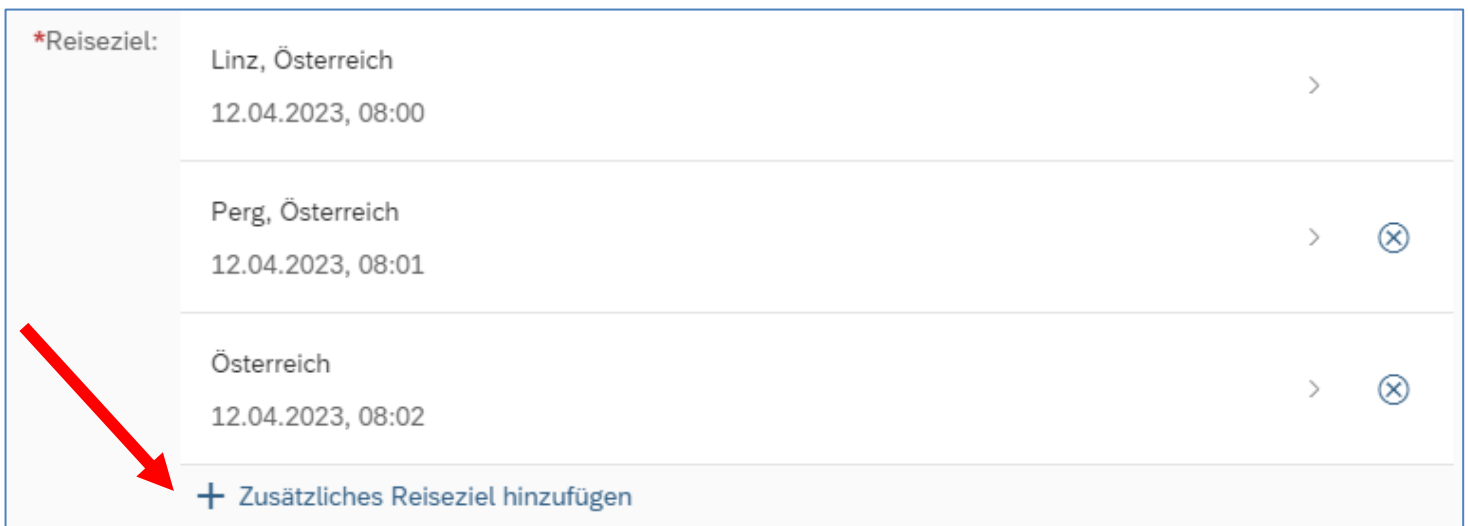 *Reiseziel:
Linz, Österreich
12.04.2023, 08:00
Perg, Österreich
12.04.2023, 08:01
Österreich
12.04.2023, 08:02
+ Zusätzliches Reiseziel hinzufügen